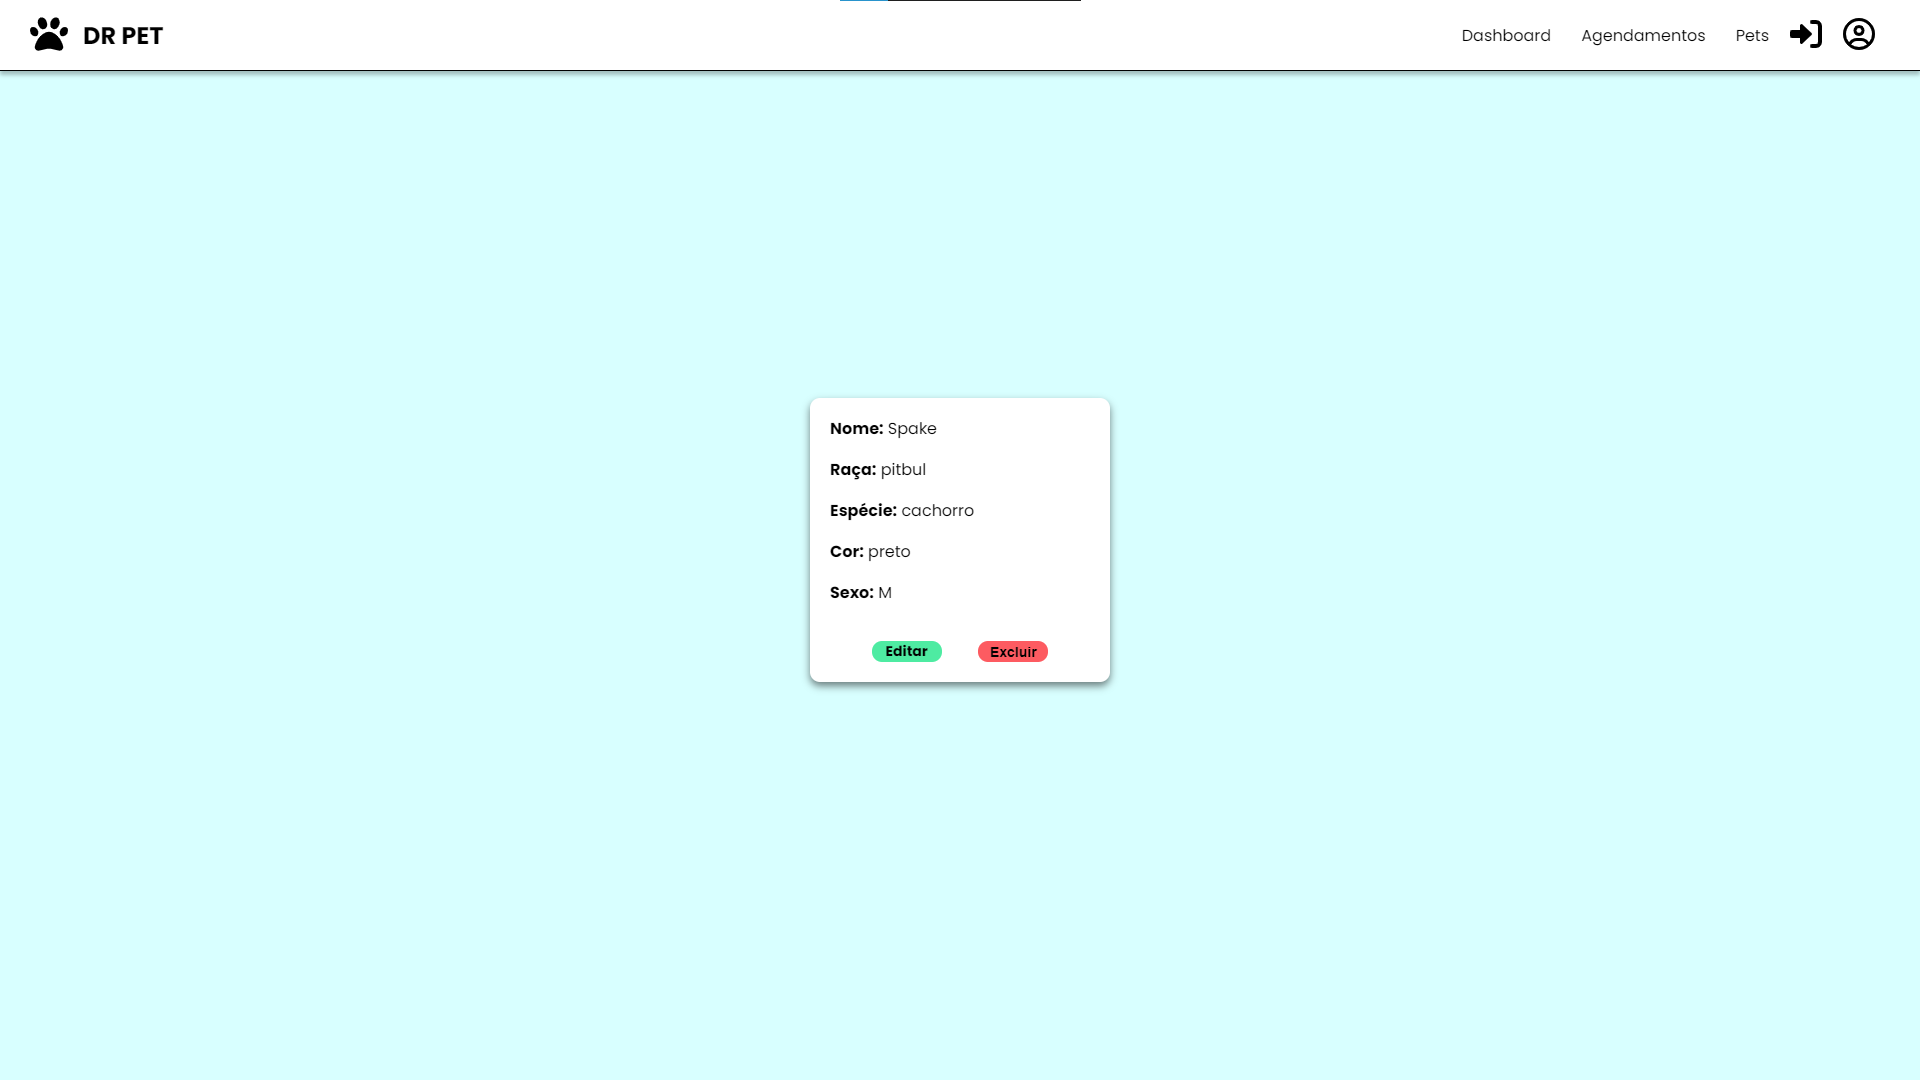 DR PET
Dashboard Agendamentos Pets
Nome: Spake
Raça: pitbul
Espécie: cachorro
Cor: preto
Sexo: M
Editar Excluir